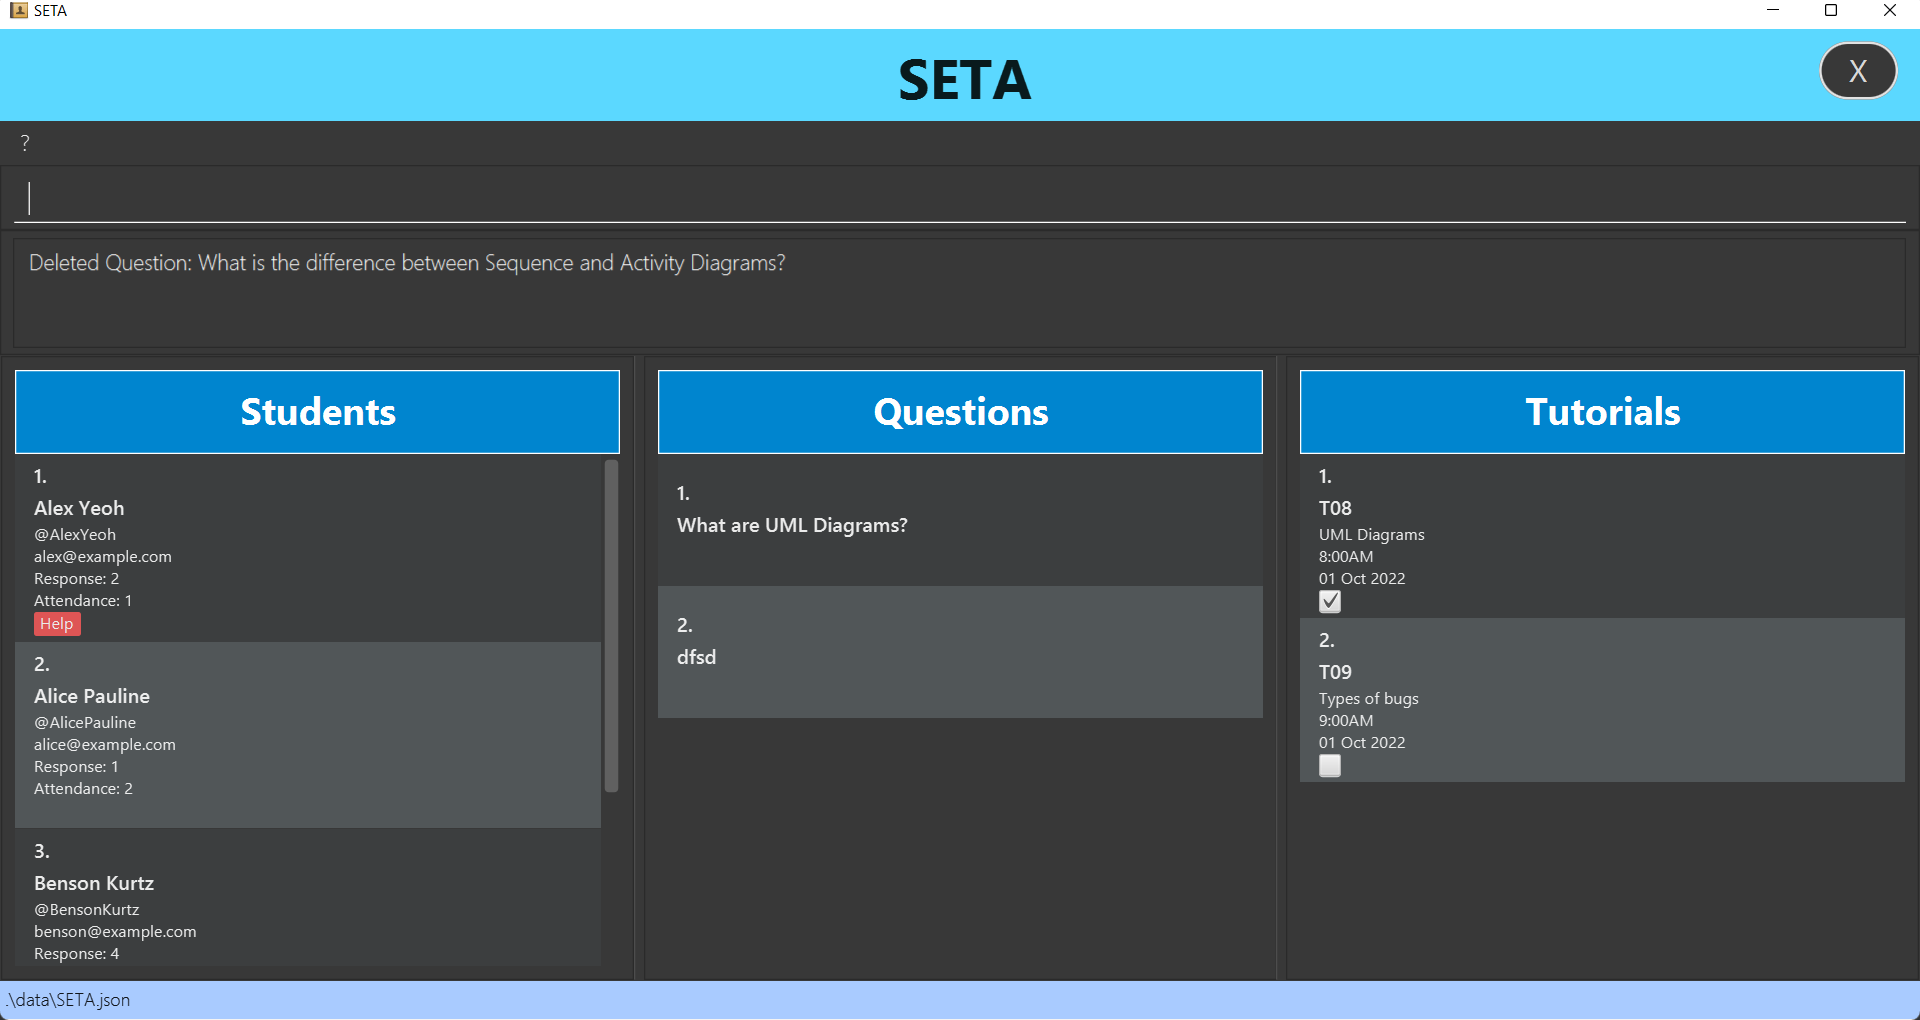 SETA
SETA
X
?
Deleted Question: What is the difference between Sequence and Activity Diagrams?
Students
1.
Alex Yeoh
@AlexYeoh
alex@example.com
Response: 2
Attendance: 1
Help
2.
Alice Pauline
@AlicePauline
alice@example.com
Response: 1
Attendance: 2
3.
Benson Kurtz
@BensonKurtz
benson@example.com
Response: 4
Questions
1.
What are UML Diagrams?
2.
dfsd
Tutorials
1.
T08
UML Diagrams
8:00AM
01 Oct 2022
2.
T09
Types of bugs
9:00AM
01 Oct 2022
.\data\SETA.json